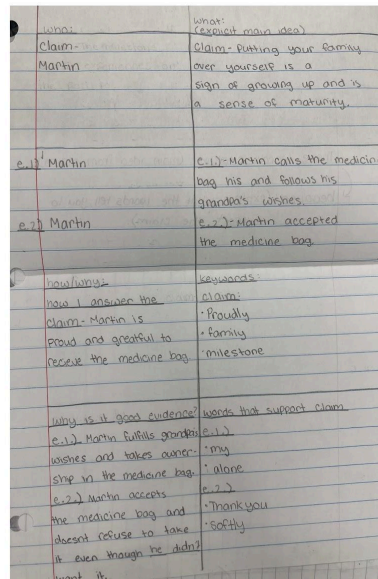 who:
what:
(explicit main idea)
claim-
Martin
claim- Putting your family
over yourself is a
sign of growing up and is
a sense of maturity.
e.1) Martin
e.1.)-Martin calls the medicin
bag his and follows his
grandpa's wishes.
e.2) Martin
e.2.)-Martin accepted
the medicine bag
how/why:
how I answer the
claim- Martin is
proud and greatful to
recieve the medicine bag
keywords
claim:
•Proudly
•family
•milestone
why is it good evidence?
e.1.) Martin fulfills grandpa's
wishes and takes owner-
ship in the medicine bag.
e.2.) Martin accepts
the medicine bag and
doesnt refuse to take
it even though he didn?
want it.
words that support claim
e.1.)
•my
•alone
e.2.)
•Thank you
•softly